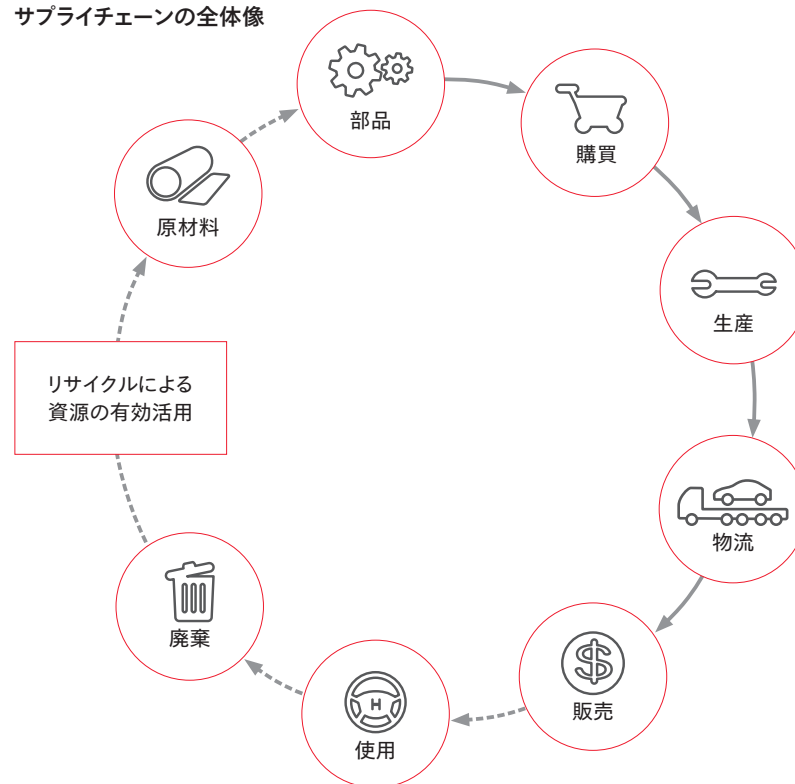 サプライチェーンの全体像
部品
購買
生産
物流
販売
H
使用
廃棄
リサイクルによる
資源の有効活用
原材料